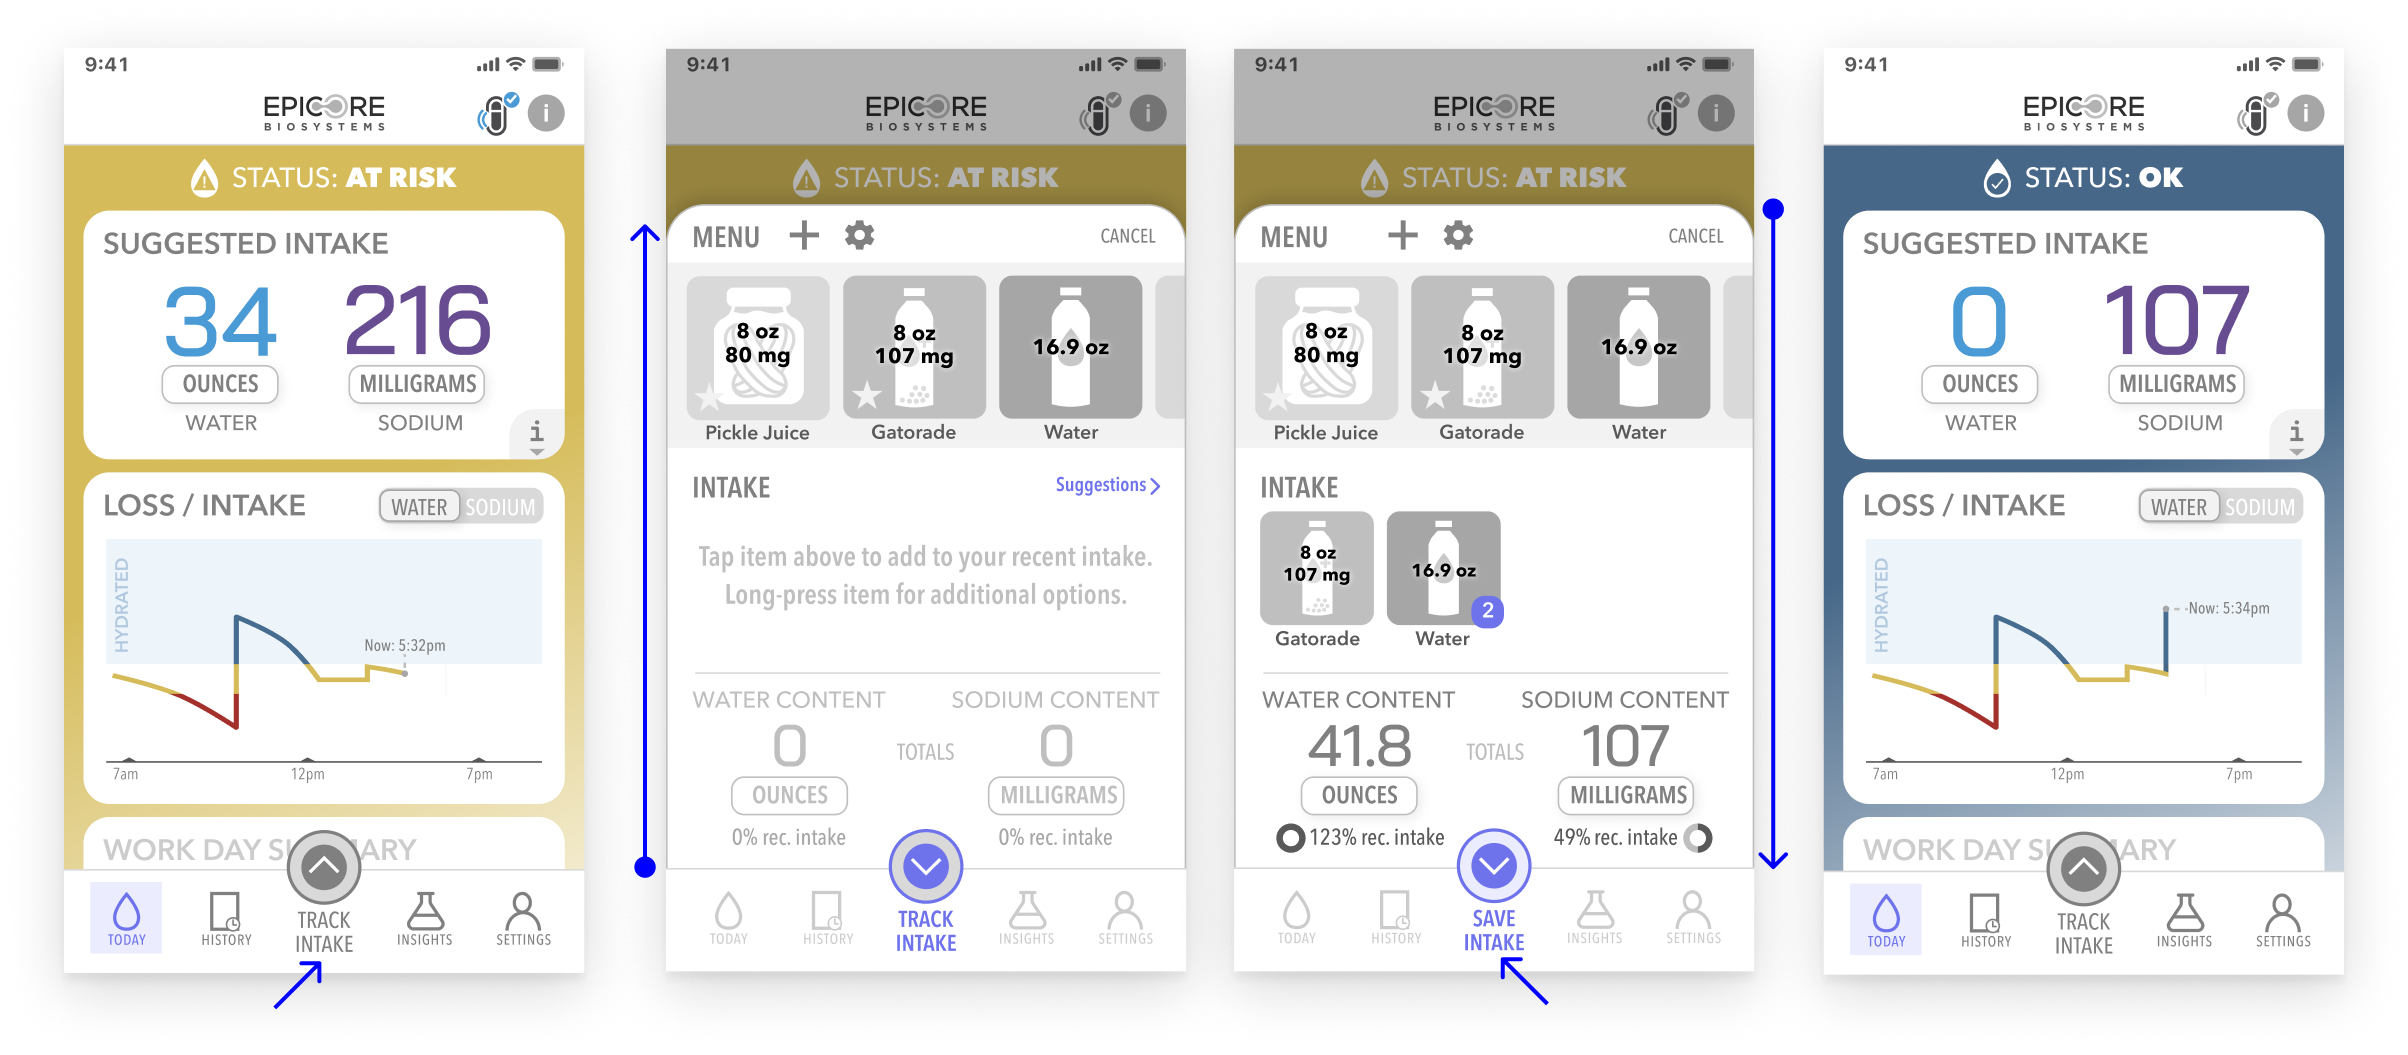 9:41
EPICORE
BIOSYSTEMS
i
STATUS: AT RISK
SUGGESTED INTAKE
34
216
OUNCES
MILLIGRAMS
WATER
SODIUM
i
LOSS / INTAKE
WATER
SODIUM
HYDRATED
Now: 5:32pm
7am
12pm
7pm
WORK DAY SU
ARY
TODAY
HISTORY
TRACK
INTAKE
INSIGHTS
SETTINGS
9:41
EPICORE
BIOSYSTEMS
i
STATUS: AT RISK
MENU
CANCEL
8 oz
80 mg
8 oz
107 mg
16.9 oz
Pickle Juice
Gatorade
Water
INTAKE
Suggestions
Tap item above to add to your recent intake.
Long-press item for additional options.
WATER CONTENT
SODIUM CONTENT
0
TOTALS
0
OUNCES
MILLIGRAMS
0% rec. intake
0% rec. intake
TODAY
HISTORY
TRACK
INTAKE
INSIGHTS
SETTINGS
9:41
EPICORE
BIOSYSTEMS
i
STATUS: AT RISK
MENU
CANCEL
8 oz
80 mg
8 oz
107 mg
16.9 oz
Pickle Juice
Gatorade
Water
INTAKE
8 oz
107 mg
16.9 oz
2
Gatorade
Water
WATER CONTENT
SODIUM CONTENT
41.8
TOTALS
107
OUNCES
MILLIGRAMS
123% rec. intake
49% rec. intake
TODAY
HISTORY
SAVE
INTAKE
INSIGHTS
SETTINGS
9:41
EPICORE
BIOSYSTEMS
i
STATUS: OK
SUGGESTED INTAKE
0
107
OUNCES
MILLIGRAMS
WATER
SODIUM
i
LOSS / INTAKE
WATER
SODIUM
HYDRATED
Now: 5:34pm
7am
12pm
7pm
WORK DAY SU
ARY
TODAY
HISTORY
TRACK
INTAKE
INSIGHTS
SETTINGS